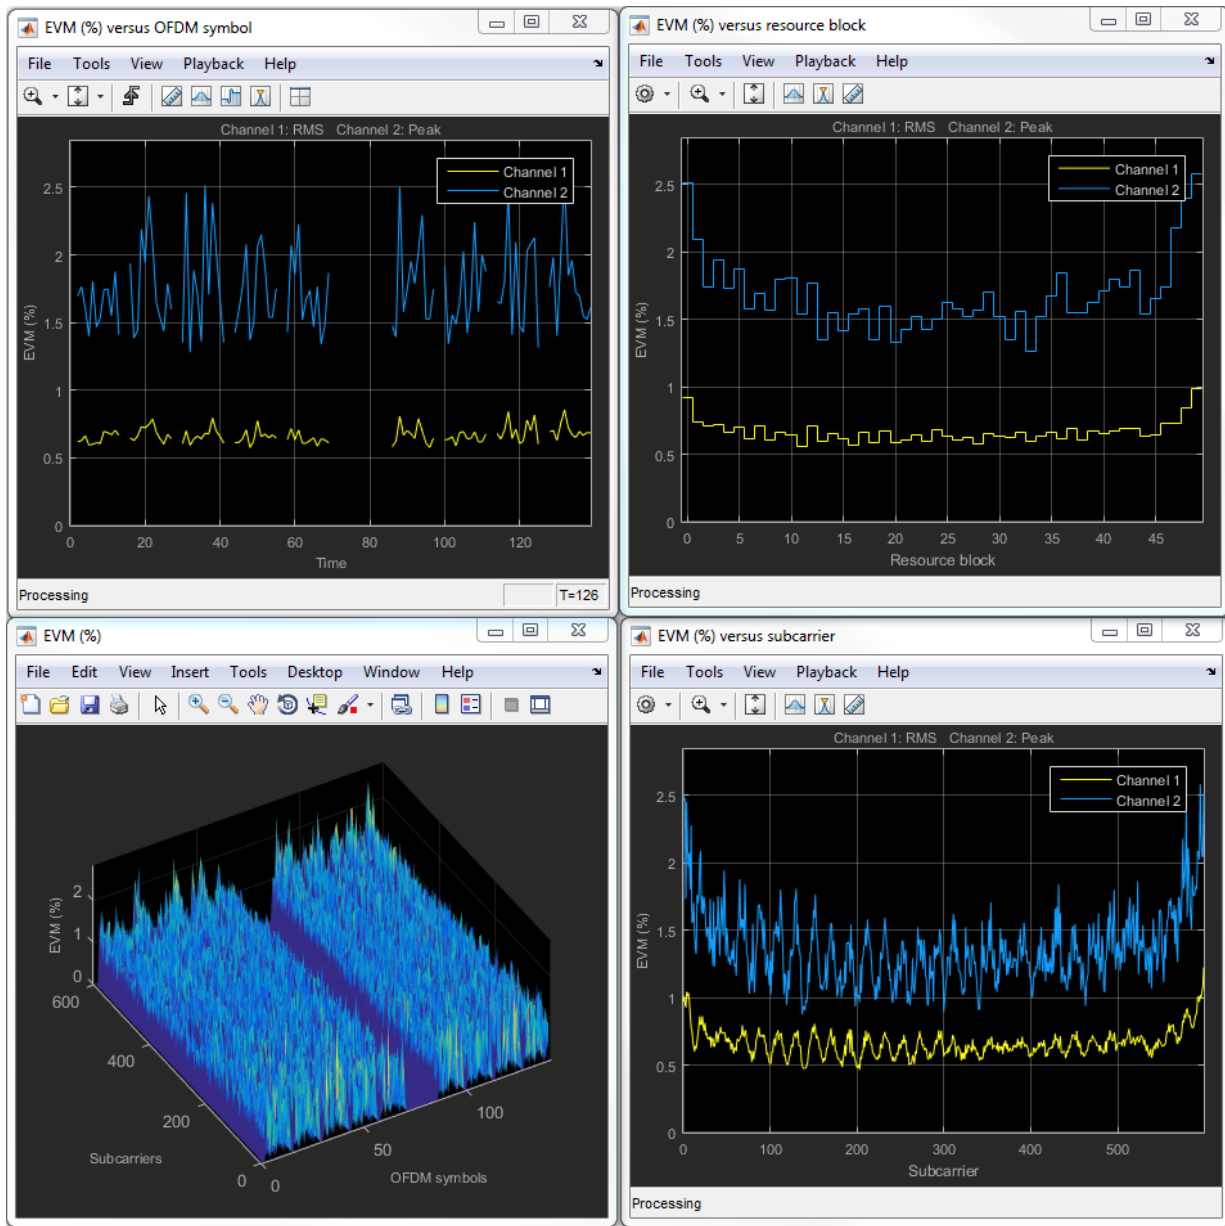 EVM (%) versus OFDM symbol
File Tools View Playback Help
Channel 1: RMS Channel 2: Peak
Channel 1
Channel 2
2.5
2
1.5
1
0.5
0
EVM (%)
0 20 40 60 80 100 120
Time
Processing
T=126
EVM (%) versus resource block
File Tools View Playback Help
Channel 1: RMS Channel 2: Peak
Channel 1
Channel 2
2.5
2
1.5
1
0.5
0
EVM (%)
0 5 10 15 20 25 30 35 40 45
Resource block
Processing
EVM (%)
File Edit View Insert Tools Desktop Window Help
2
1
0
EVM (%)
600
400
200
0
Subcarriers
0
50
100
OFDM symbols
EVM (%) versus subcarrier
File Tools View Playback Help
Channel 1: RMS Channel 2: Peak
Channel 1
Channel 2
2.5
2
1.5
1
0.5
0
EVM (%)
0 100 200 300 400 500
Subcarrier
Processing